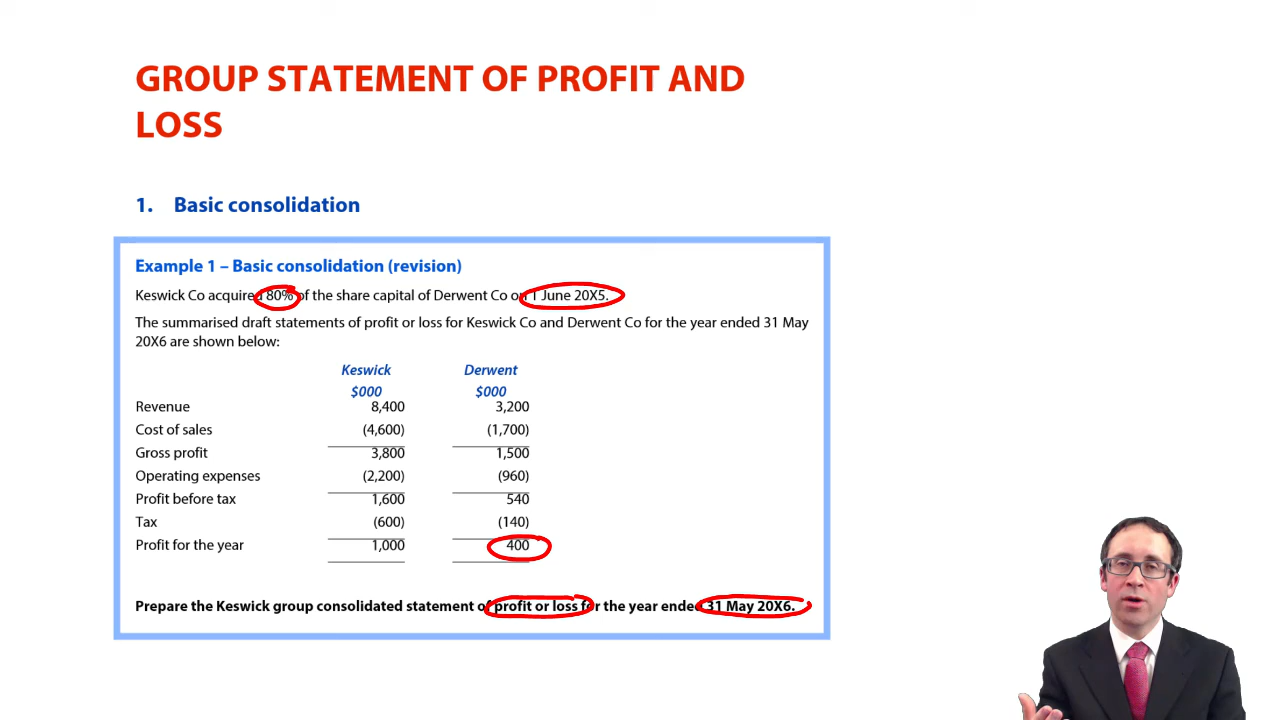 GROUP STATEMENT OF PROFIT AND
LOSS
1. Basic consolidation
Example 1 – Basic consolidation (revision)
Keswick Co acquired 80% of the share capital of Derwent Co on 1 June 20X5.
The summarised draft statements of profit or loss for Keswick Co and Derwent Co for the year ended 31 May
20X6 are shown below:
Keswick Derwent
$000 $000
Revenue 8,400 3,200
Cost of sales (4,600) (1,700)
Gross profit 3,800 1,500
Operating expenses (2,200) (960)
Profit before tax 1,600 540
Tax (600) (140)
Profit for the year 1,000 400
Prepare the Keswick group consolidated statement of profit or loss for the year ended 31 May 20X6.